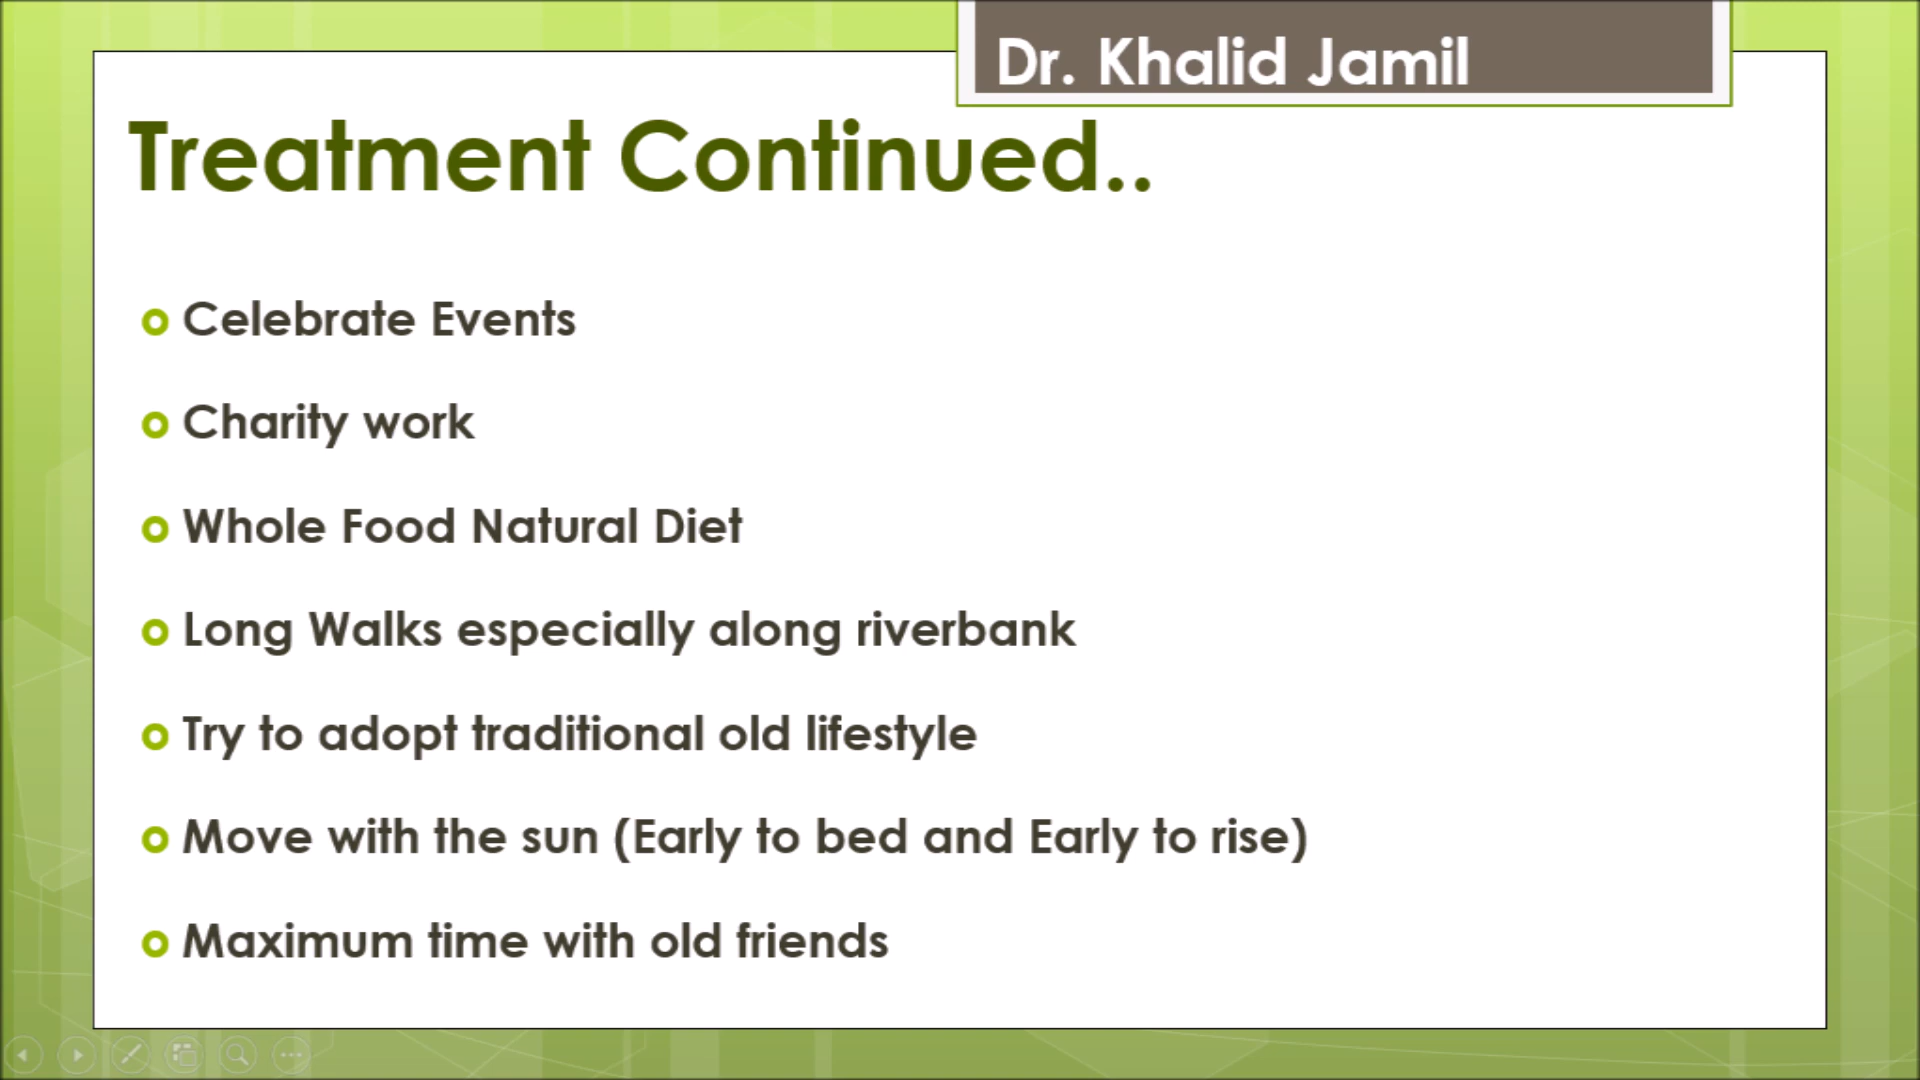 Dr. Khalid Jamil
Treatment Continued..
Celebrate Events
Charity work
Whole Food Natural Diet
Long Walks especially along riverbank
Try to adopt traditional old lifestyle
Move with the sun (Early to bed and Early to rise)
Maximum time with old friends